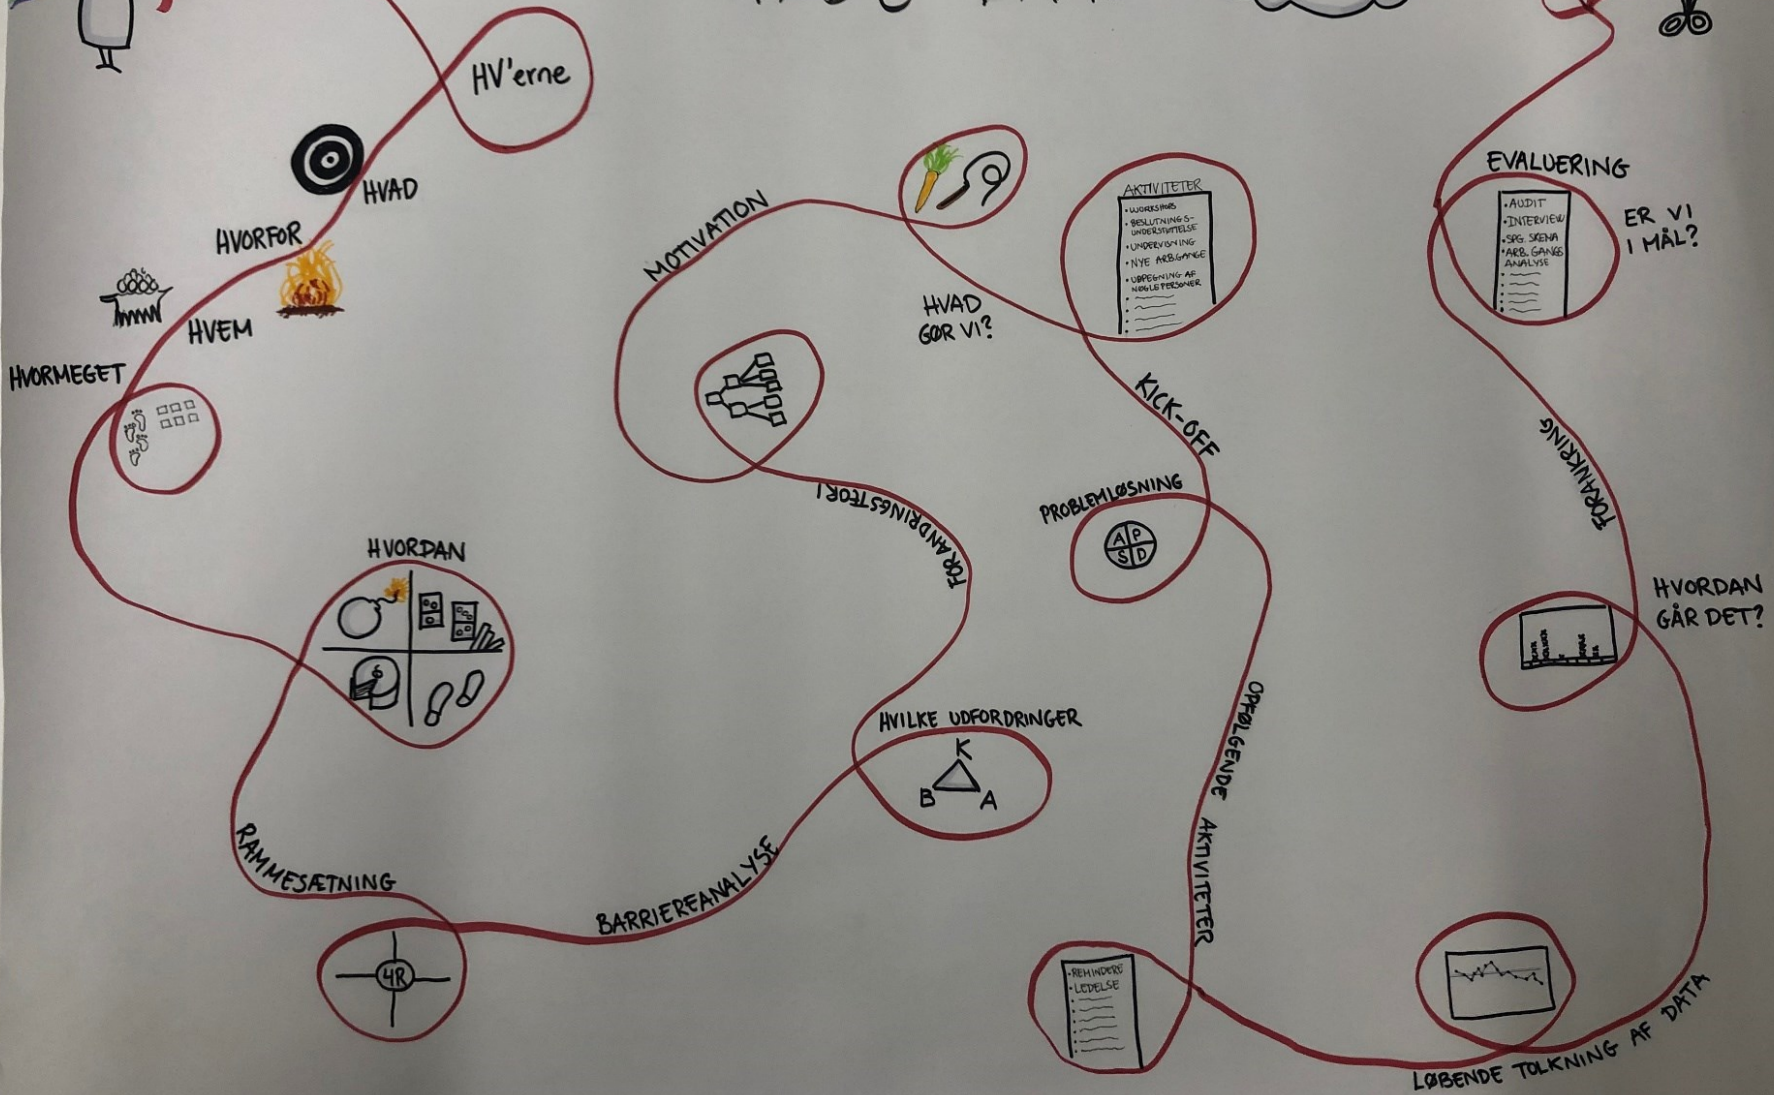 HV'erne
HVAD
HVORFOR
HVEM
HVORMEGET
HVORDAN
RAMMESÆTNING
4R
BARRIEREANALYSE
HVILKE UDFORDRINGER
K
B A
FORANDRINGSTEORI
MOTIVATION
HVAD
GØR VI?
AKTIVITETER
• WORKSHOPS
• BESLUTNINGS-
UNDERSTØTTELSE
• UNDERVISNING
• NYE ARB.GANGE
• UDPEGNING AF
NØGLEPERSONER
KICK-OFF
PROBLEMLØSNING
A P
S D
OPFØLGENDE AKTIVITETER
• REMINDERE
• LEDELSE
LØBENDE TOLKNING AF DATA
HVORDAN
GÅR DET?
FORANKRING
EVALUERING
• AUDIT
• INTERVIEW
• SPG. SKEMA
• ARB. GANGS
ANALYSE
ER VI
I MÅL?